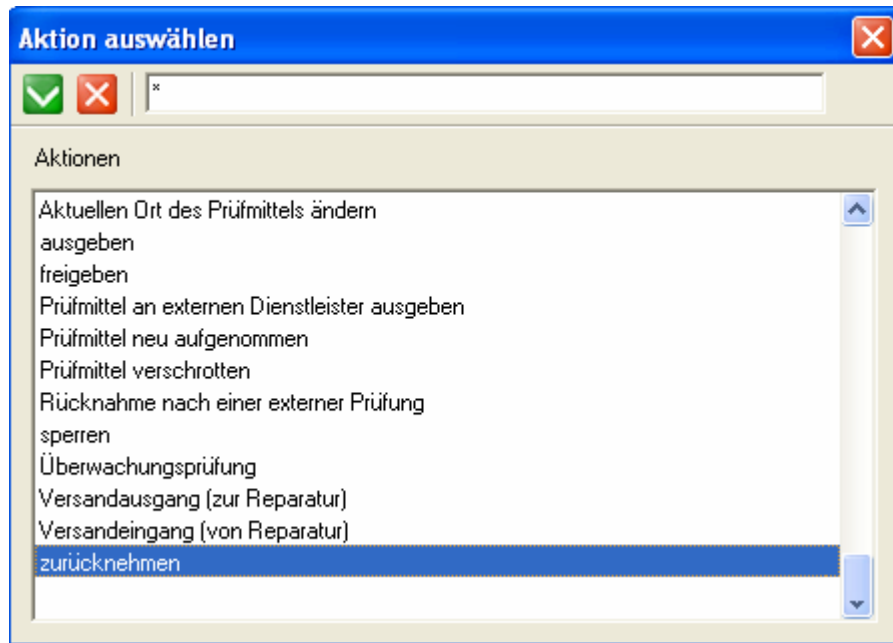 Aktion auswählen
*
Aktionen
Aktuellen Ort des Prüfmittels ändern
ausgeben
freigeben
Prüfmittel an externen Dienstleister ausgeben
Prüfmittel neu aufgenommen
Prüfmittel verschrotten
Rücknahme nach einer externer Prüfung
sperren
Überwachungsprüfung
Versandausgang (zur Reparatur)
Versandeingang (von Reparatur)
zurücknehmen